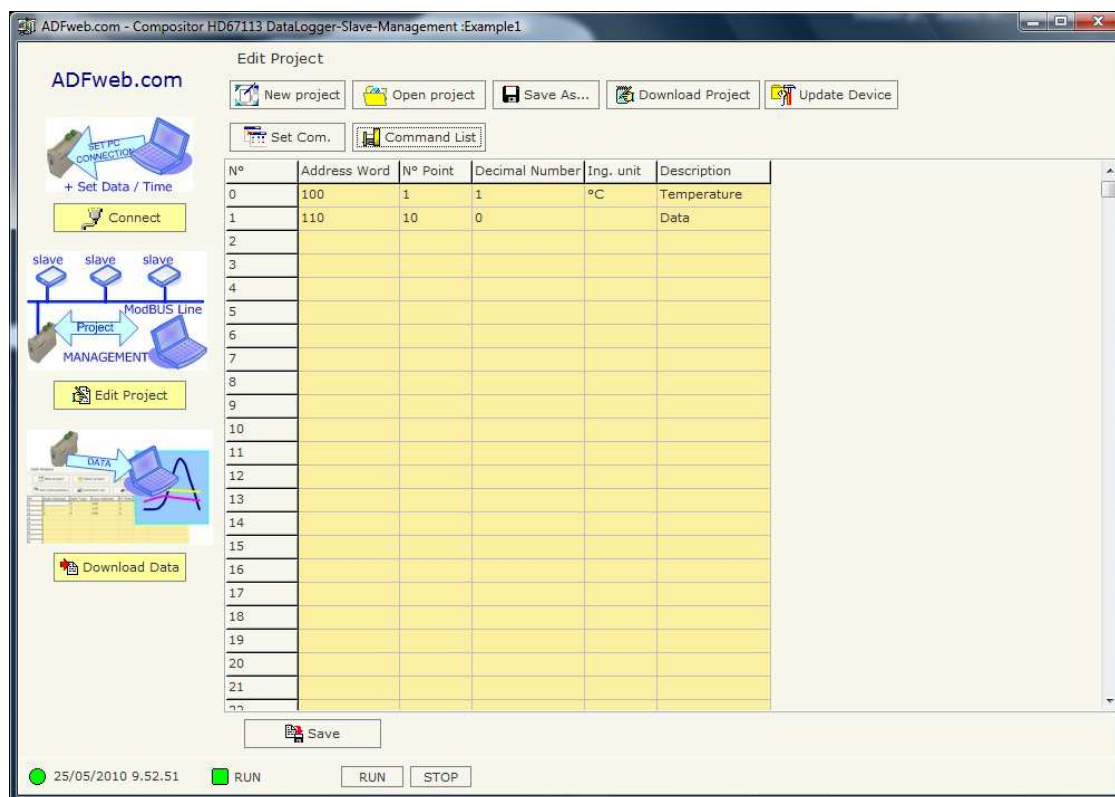 ADFweb.com - Compositor HD67113 DataLogger-Slave-Management :Example1
ADFweb.com
SET PC
CONNECTION
+ Set Data / Time
Connect
slave slave slave
ModBUS Line
Project
MANAGEMENT
Edit Project
DATA
Download Data
Edit Project
New project Open project Save As... Download Project Update Device
Set Com. Command List
N° Address Word N° Point Decimal Number Ing. unit Description
0 100 1 1 °C Temperature
1 110 10 0 Data
2
3
4
5
6
7
8
9
10
11
12
13
14
15
16
17
18
19
20
21
22
Save
25/05/2010 9.52.51 RUN RUN STOP